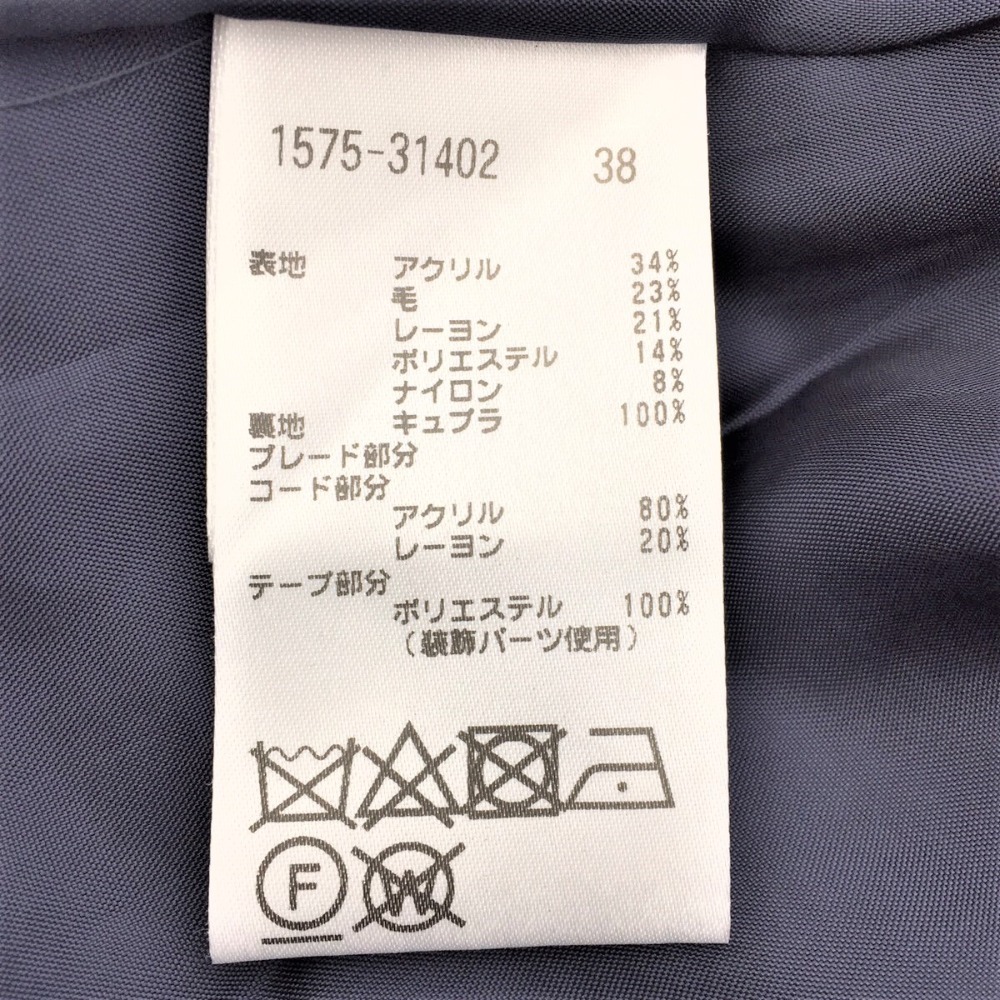 1575-31402 38
表地 アクリル 34%
毛 23%
レーヨン 21%
ポリエステル 14%
ナイロン 8%
裏地 キュプラ 100%
ブレード部分
コード部分
アクリル 80%
レーヨン 20%
テープ部分
ポリエステル 100%
(装飾パーツ使用)
F W